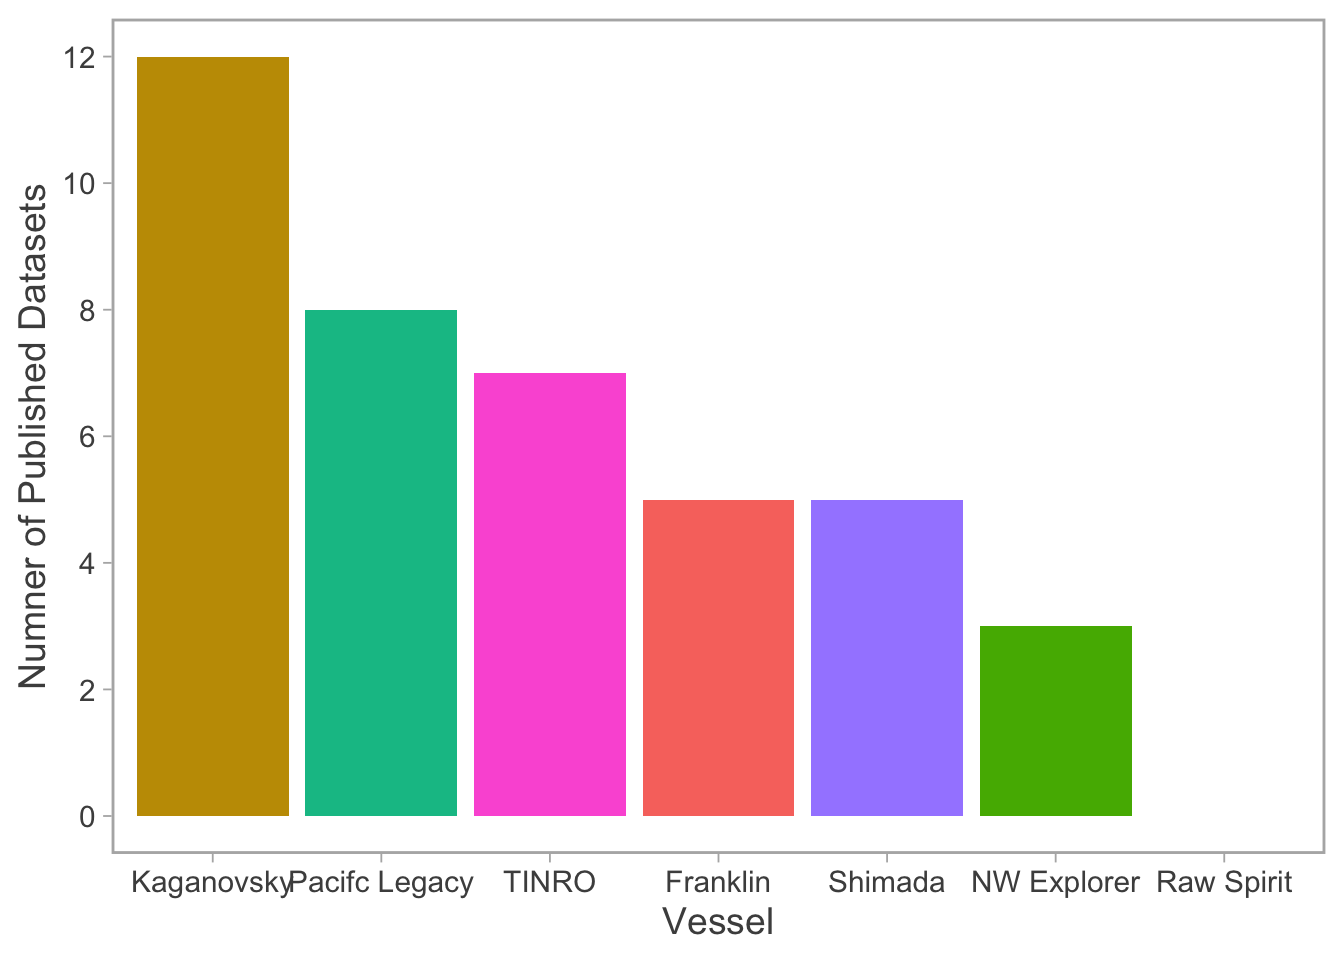 Numner of Published Datasets
12
10
8
6
4
2
0
Kaganovsky Pacifc Legacy TINRO Franklin Shimada NW Explorer Raw Spirit
Vessel